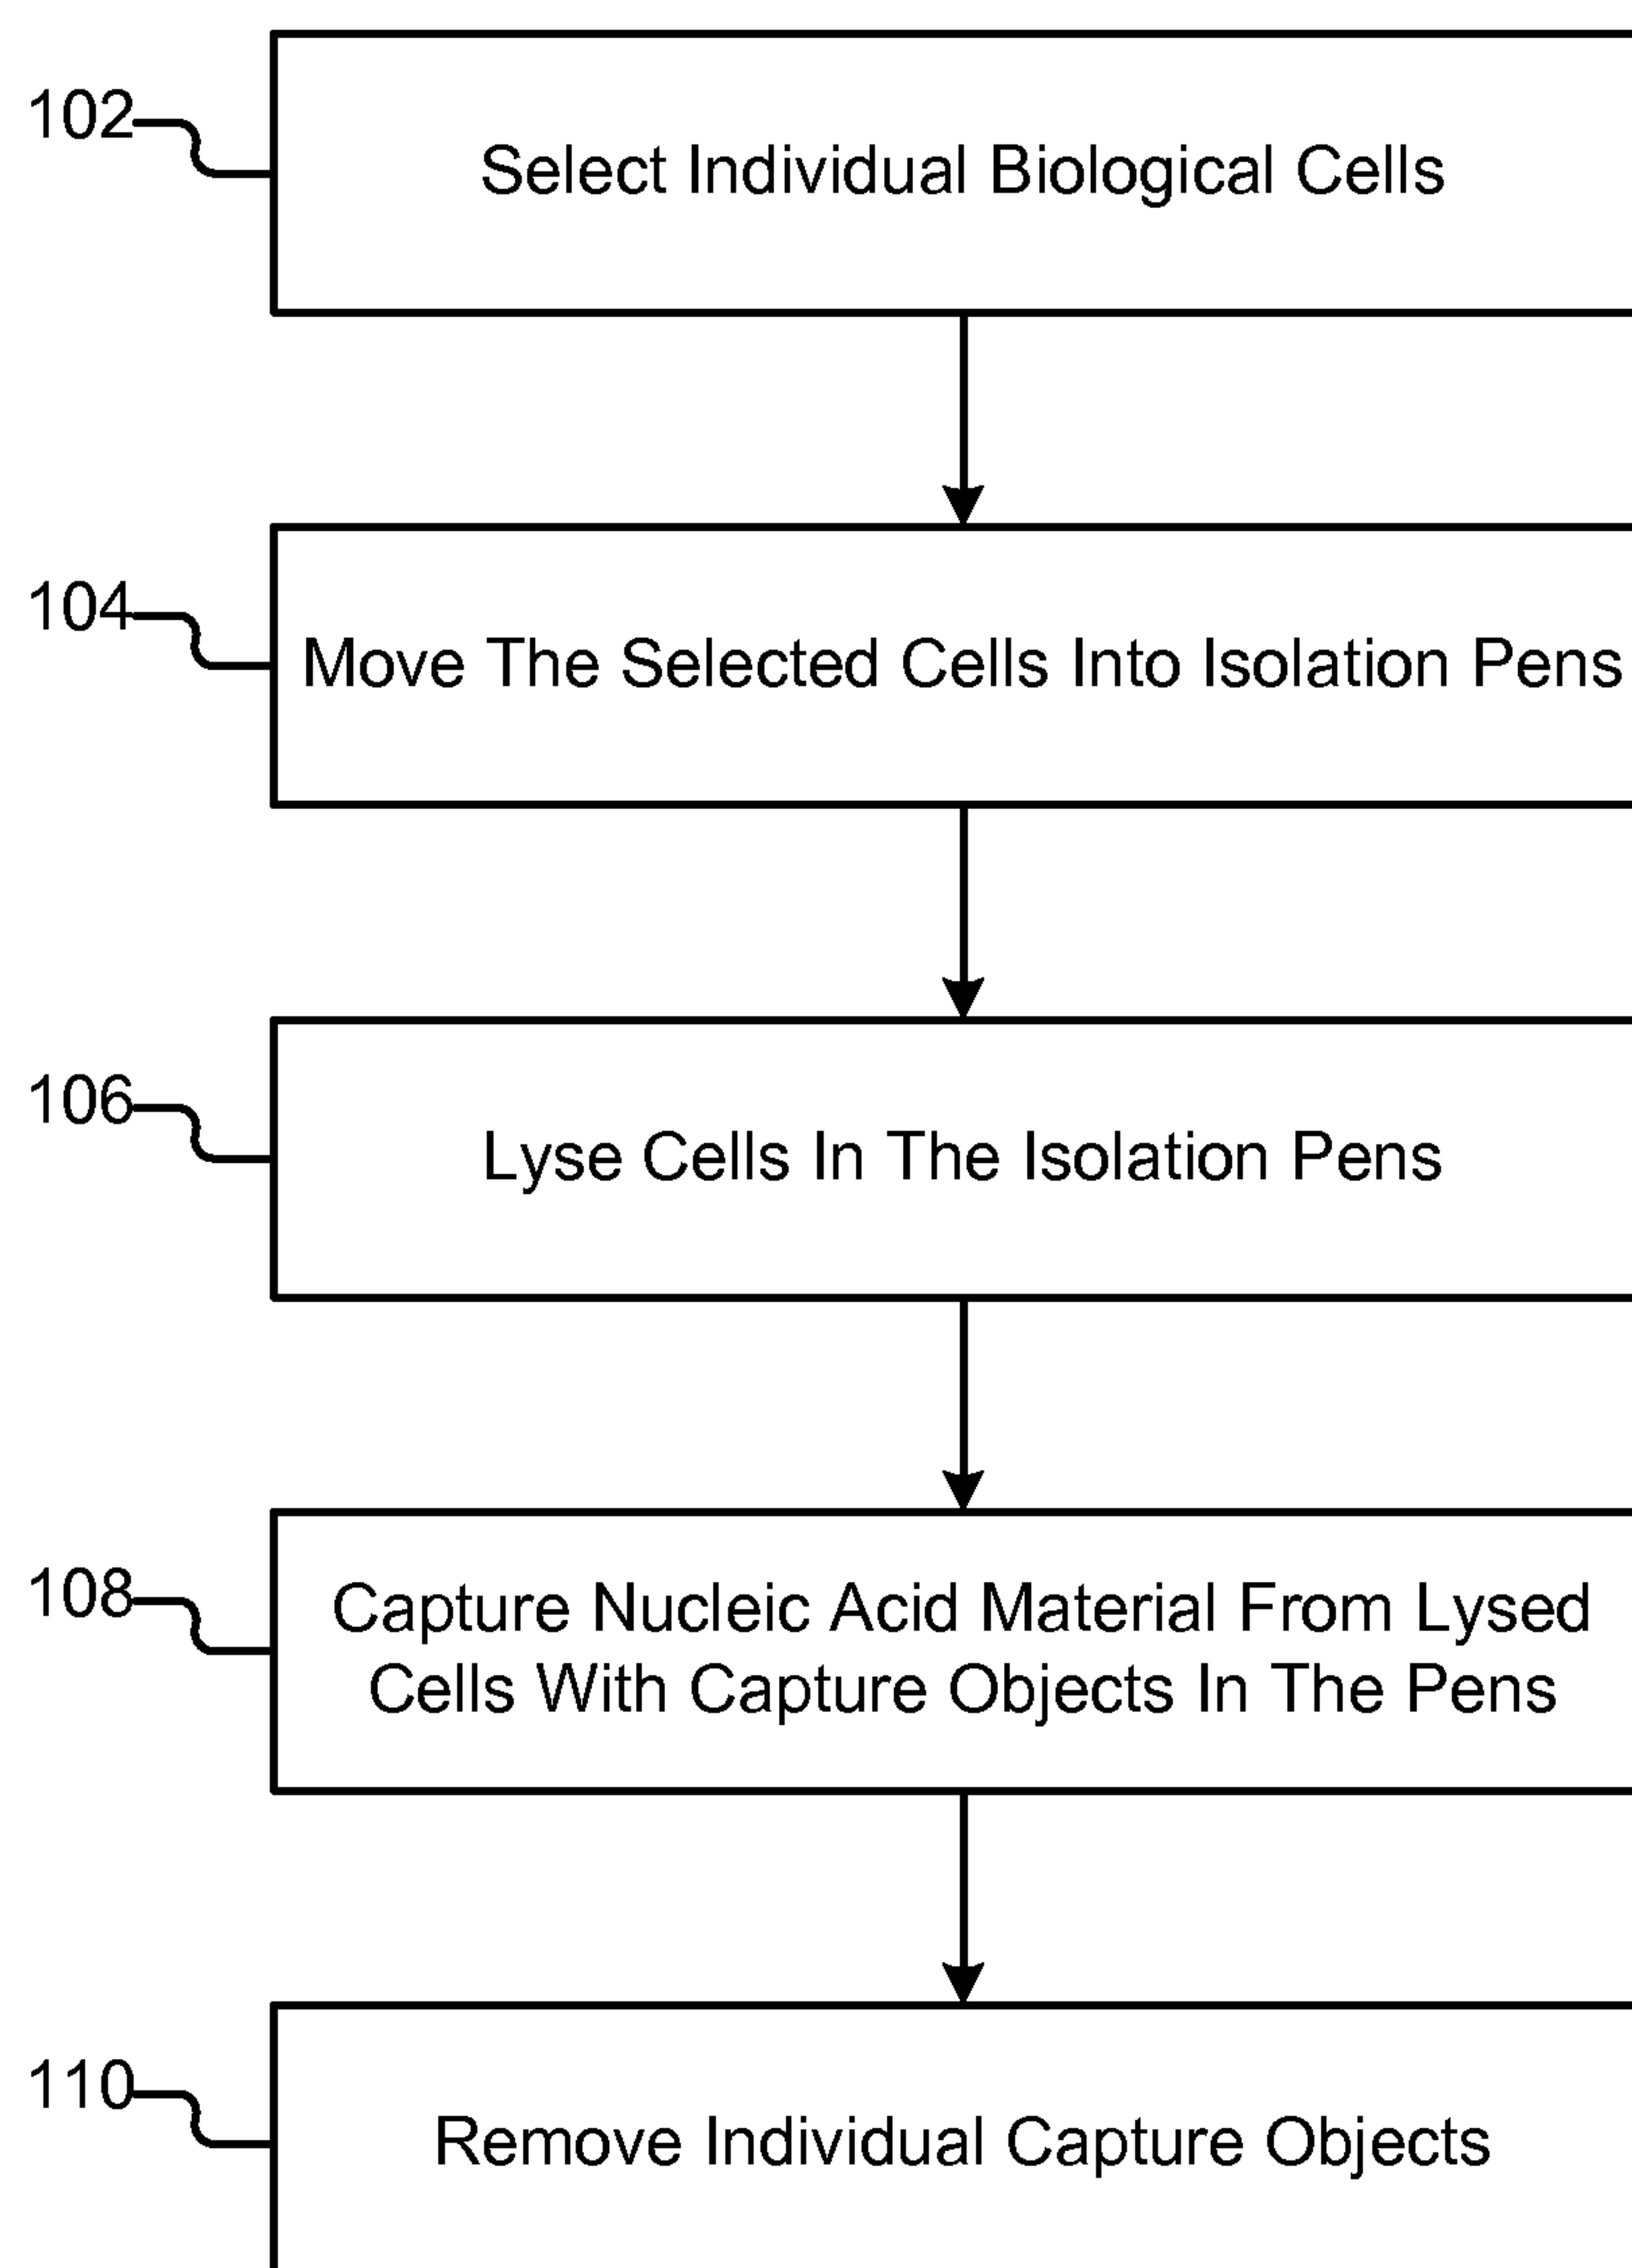 102
Select Individual Biological Cells
104
Move The Selected Cells Into Isolation Pens
106
Lyse Cells In The Isolation Pens
108
Capture Nucleic Acid Material From Lysed
Cells With Capture Objects In The Pens
110
Remove Individual Capture Objects